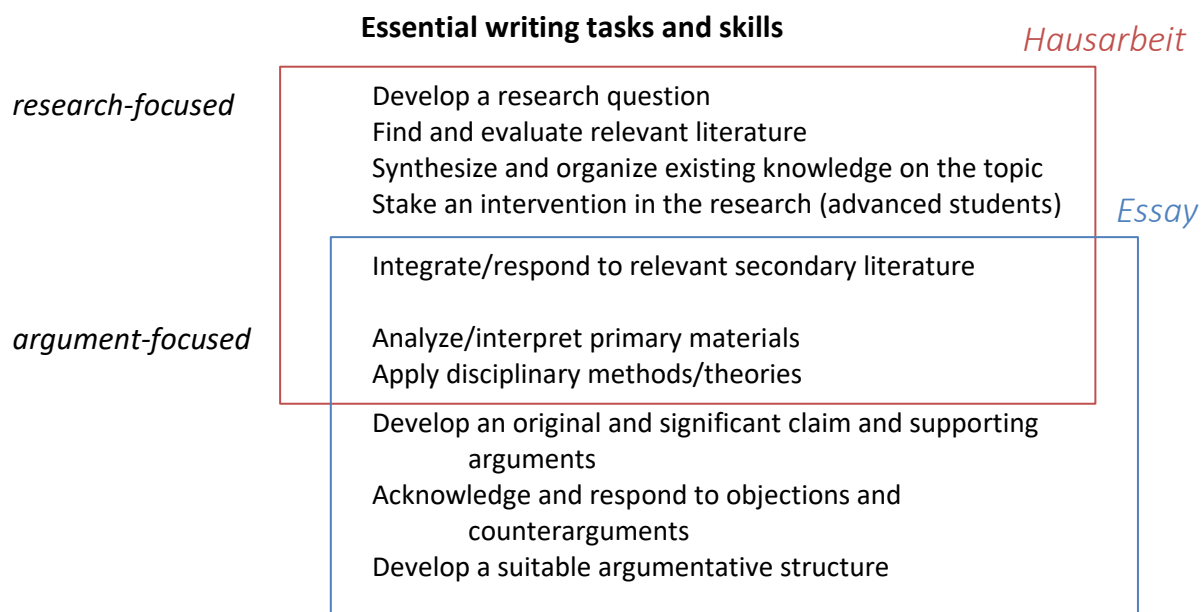 Essential writing tasks and skills
Hausarbeit
research-focused
Develop a research question
Find and evaluate relevant literature
Synthesize and organize existing knowledge on the topic
Stake an intervention in the research (advanced students)
Essay
Integrate/respond to relevant secondary literature
argument-focused
Analyze/interpret primary materials
Apply disciplinary methods/theories
Develop an original and significant claim and supporting
arguments
Acknowledge and respond to objections and
counterarguments
Develop a suitable argumentative structure